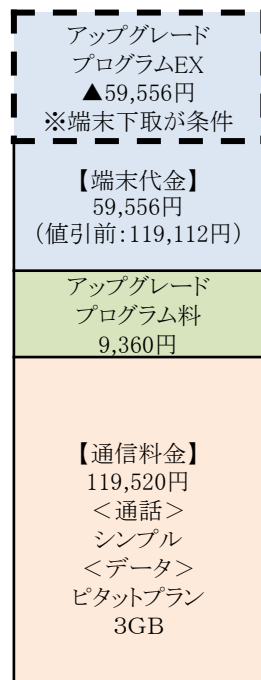 アップグレード
プログラムEX
▲59,556円
※端末下取が条件
【端末代金】
59,556円
（値引前：119,112円）
アップグレード
プログラム料
9,360円
【通信料金】
119,520円
＜通話＞
シンプル
＜データ＞
ピタットプラン
3GB